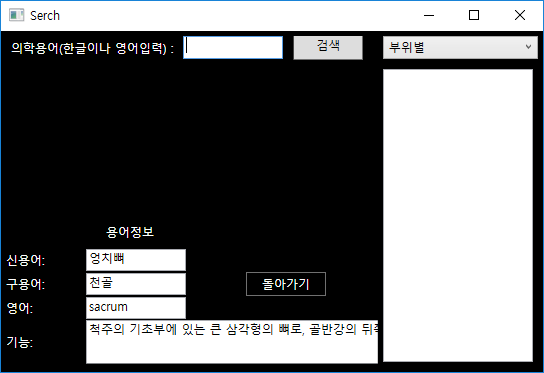 Serch
의학용어(한글이나 영어입력) :
검색
부위별
용어정보
신용어:
엉치뼈
구용어:
천골
영어:
sacrum
기능:
척주의 기초부에 있는 큰 삼각형의 뼈로, 골반강의 뒤쪽
돌아가기